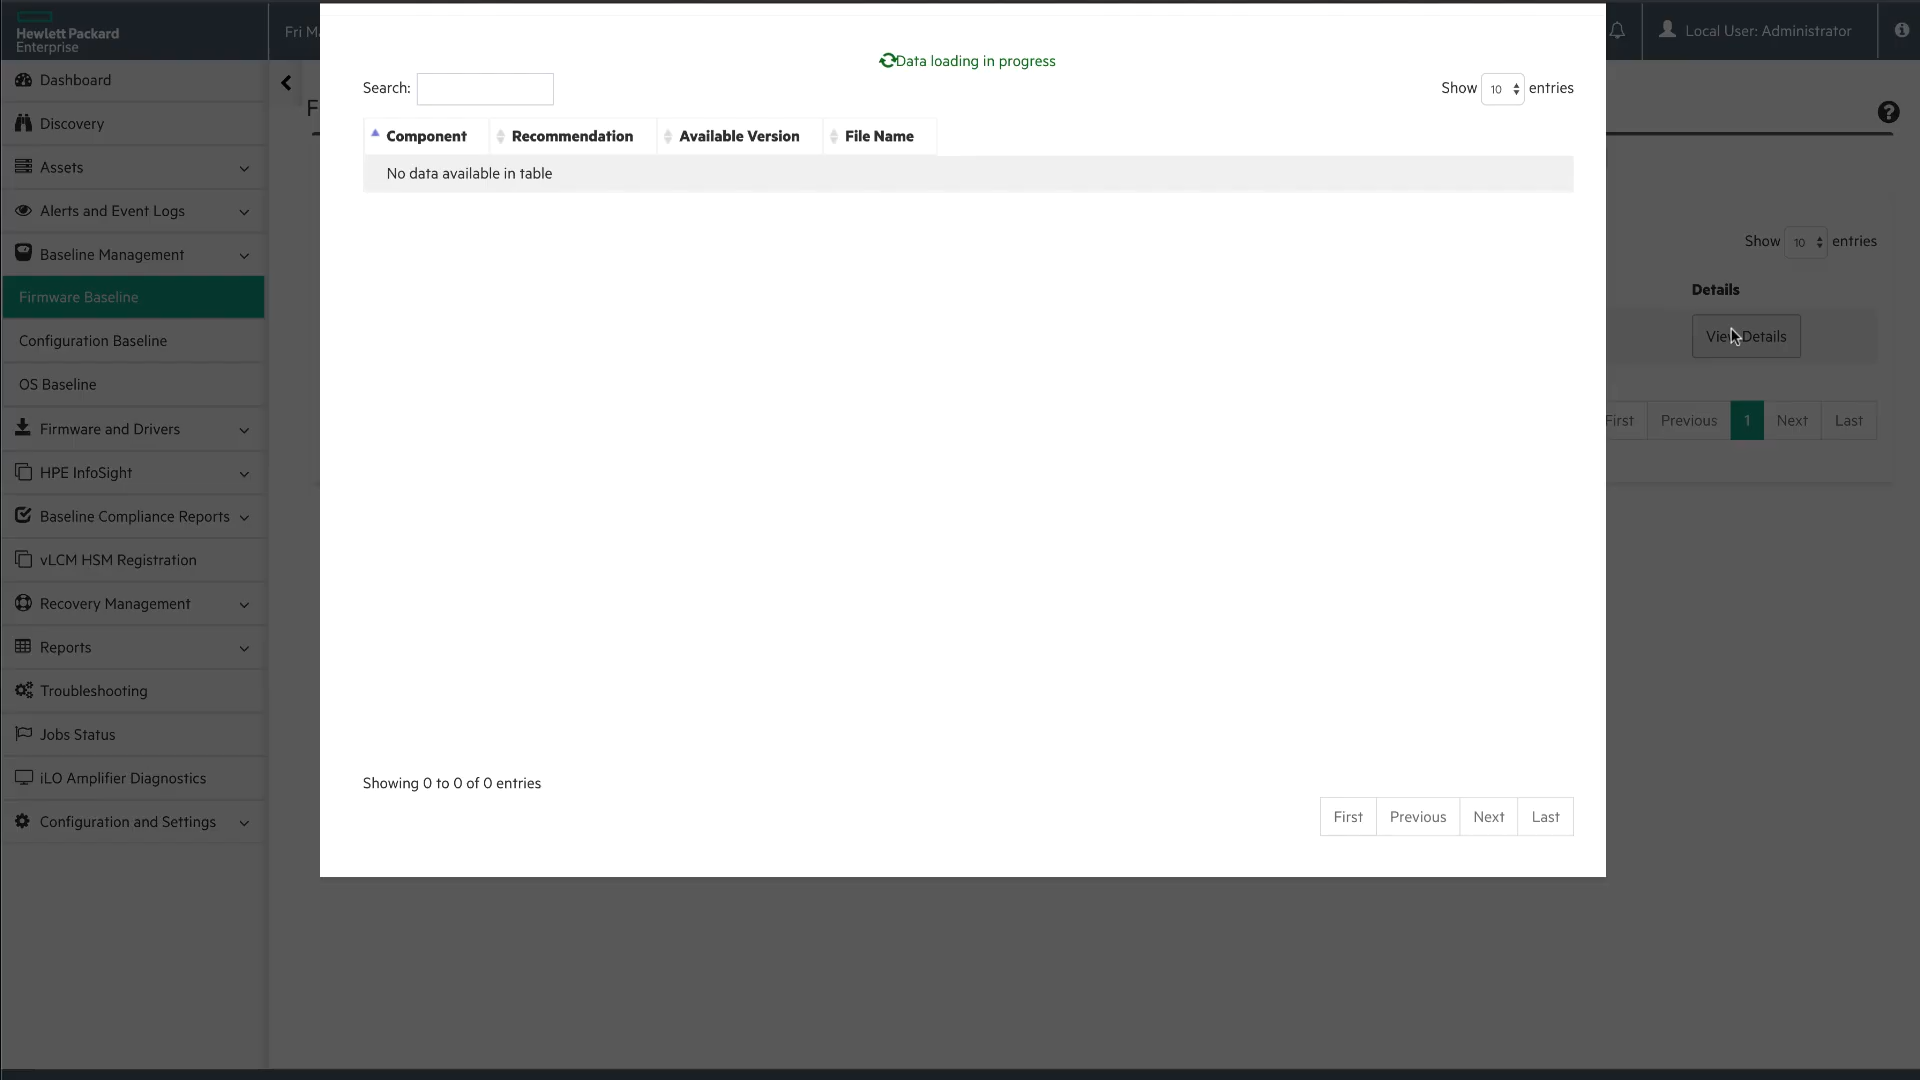 Hewlett Packard
Enterprise
Fri
Local User: Administrator
Data loading in progress
Search:
Show 10 entries
Component Recommendation Available Version File Name
No data available in table
Showing 0 to 0 of 0 entries
First Previous Next Last
Dashboard
Discovery
Assets
Alerts and Event Logs
Baseline Management
Firmware Baseline
Configuration Baseline
OS Baseline
Firmware and Drivers
HPE InfoSight
Baseline Compliance Reports
vLCM HSM Registration
Recovery Management
Reports
Troubleshooting
Jobs Status
iLO Amplifier Diagnostics
Configuration and Settings
Show 10 entries
Details
View Details
First Previous 1 Next Last